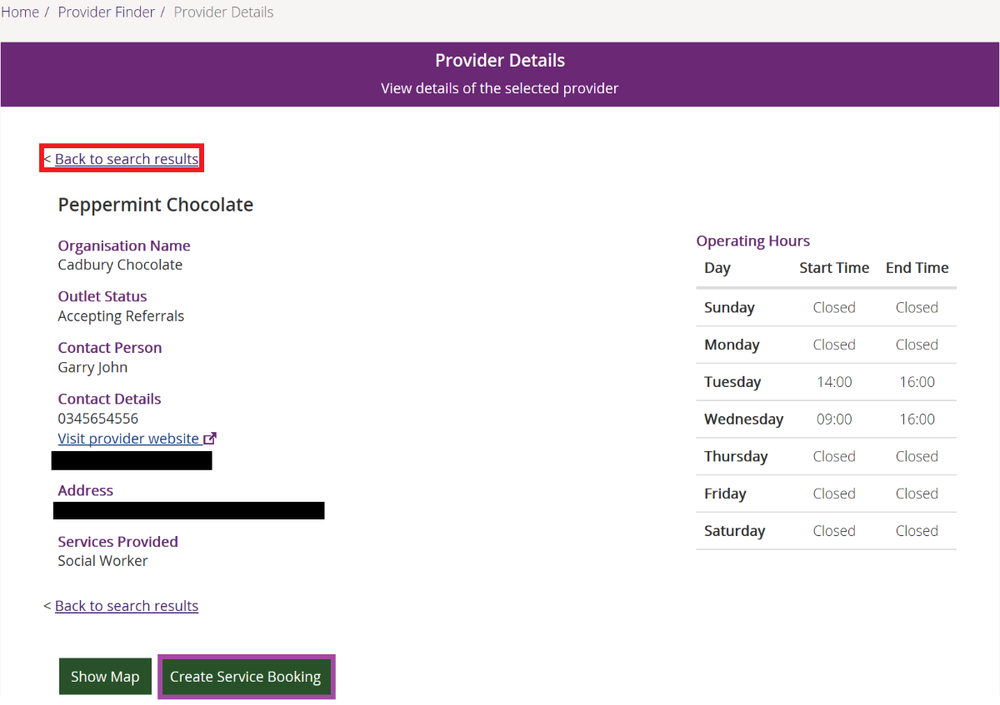 Home / Provider Finder / Provider Details
Provider Details
View details of the selected provider
< Back to search results
Peppermint Chocolate
Organisation Name
Cadbury Chocolate
Outlet Status
Accepting Referrals
Contact Person
Garry John
Contact Details
0345654556
Visit provider website
Address
Services Provided
Social Worker
< Back to search results
Show Map
Create Service Booking
Operating Hours
Day Start Time End Time
Sunday Closed Closed
Monday Closed Closed
Tuesday 14:00 16:00
Wednesday 09:00 16:00
Thursday Closed Closed
Friday Closed Closed
Saturday Closed Closed